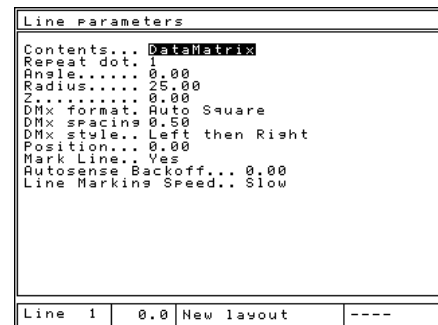 Line parameters
Contents... DataMatrix
Repeat dot. 1
Angle...... 0.00
Radius..... 25.00
Z.......... 0.00
DMx format. Auto Square
DMx spacing 0.50
DMx style.. Left then Right
Position... 0.00
Mark Line.. Yes
Autosense Backoff... 0.00
Line Marking Speed.. Slow
Line 1 0.0 New layout ----